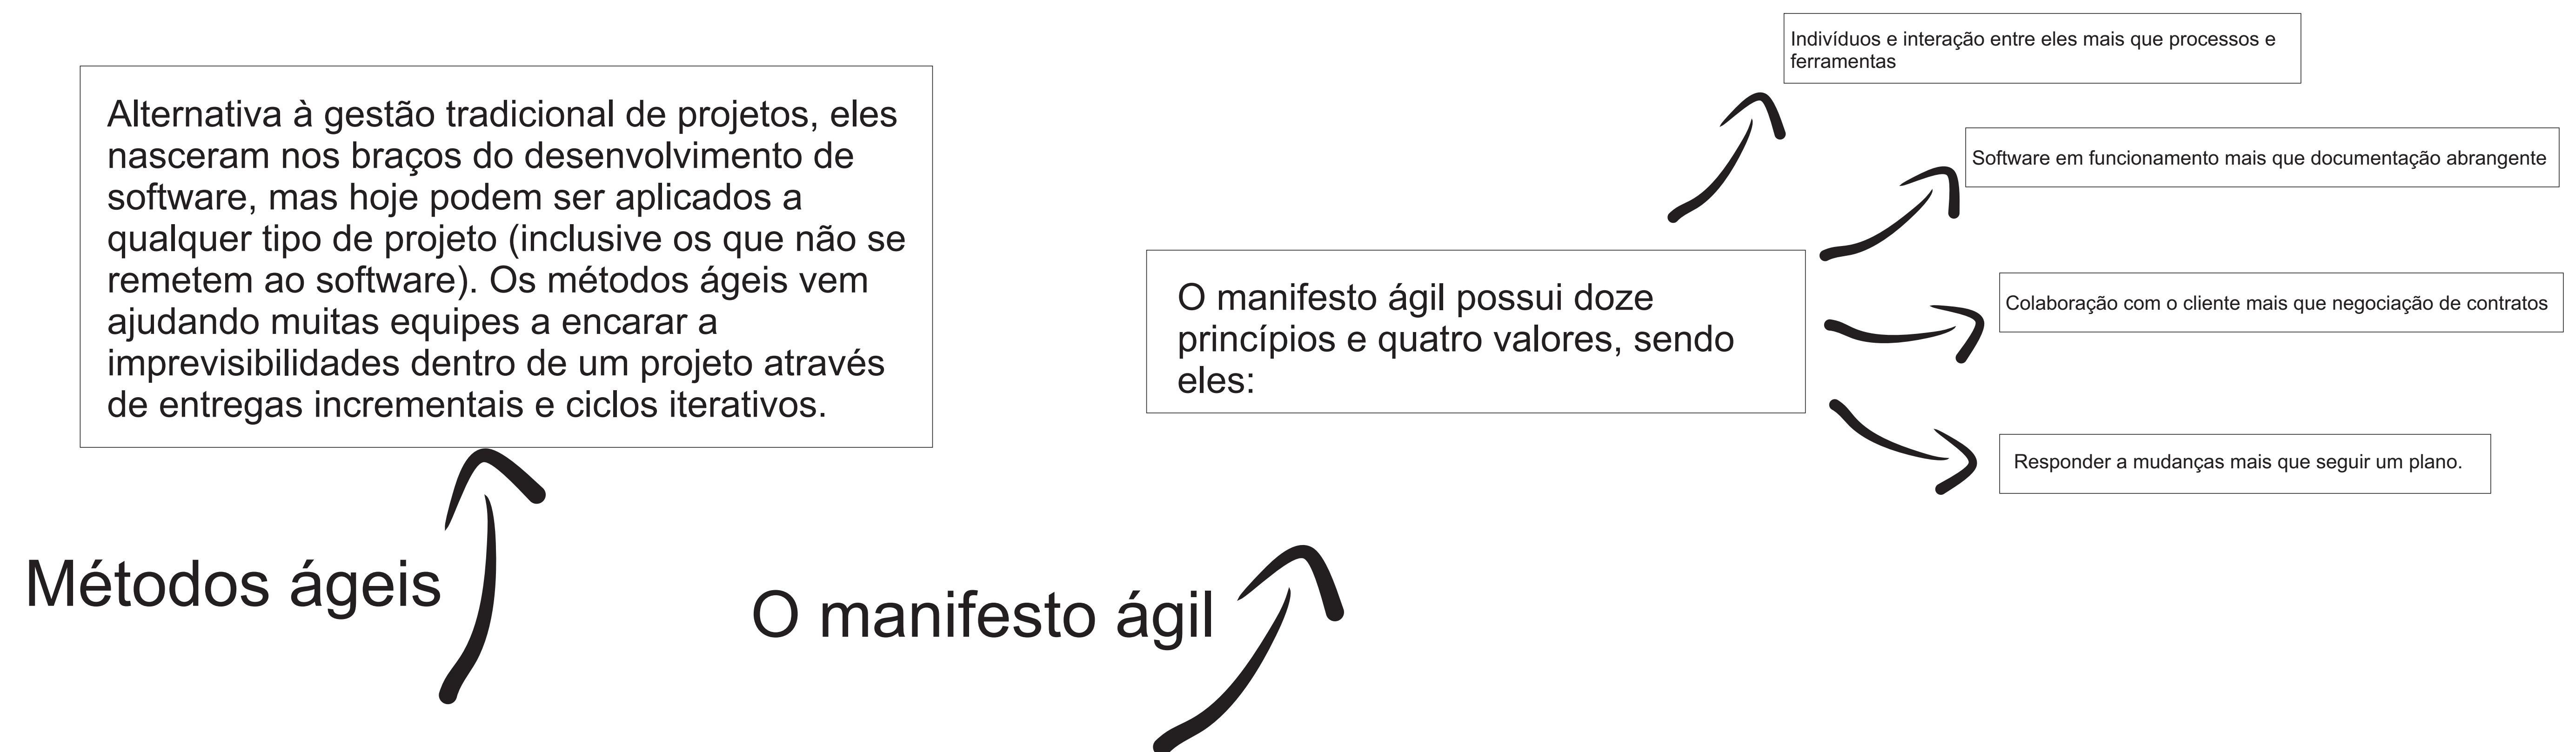 Alternativa à gestão tradicional de projetos, eles
nasceram nos braços do desenvolvimento de
software, mas hoje podem ser aplicados a
qualquer tipo de projeto (inclusive os que não se
remetem ao software). Os métodos ágeis vem
ajudando muitas equipes a encarar a
imprevisibilidades dentro de um projeto através
de entregas incrementais e ciclos iterativos.
Métodos ágeis
O manifesto ágil
O manifesto ágil possui doze
princípios e quatro valores, sendo
eles:
Indivíduos e interação entre eles mais que processos e
ferramentas
Software em funcionamento mais que documentação abrangente
Colaboração com o cliente mais que negociação de contratos
Responder a mudanças mais que seguir um plano.